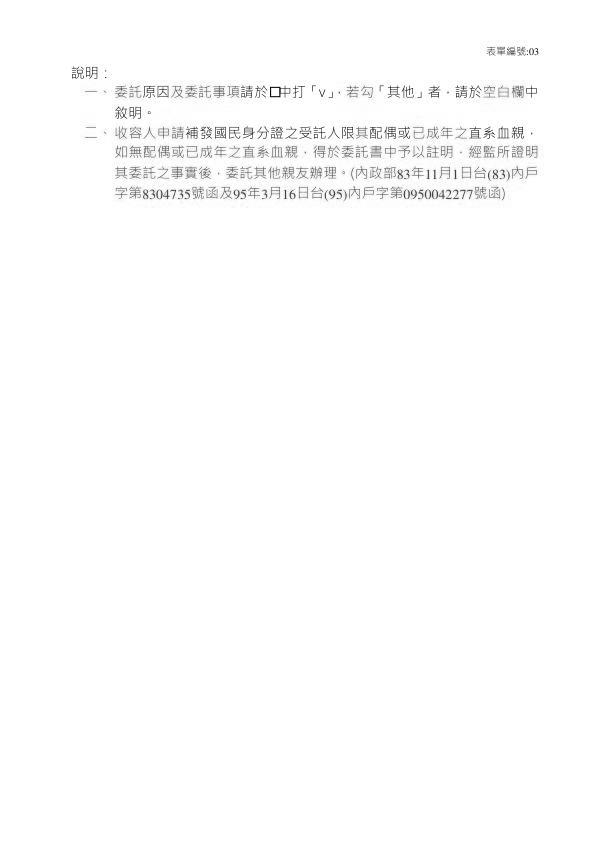 表單編號:03
說明：
一、 委託原因及委託事項請於□中打「v」，若勾「其他」者，請於空白欄中
敘明。
二、 收容人申請補發國民身分證之受託人限其配偶或已成年之直系血親，
如無配偶或已成年之直系血親，得於委託書中予以註明，經監所證明
其委託之事實後，委託其他親友辦理。(內政部83年11月1日台(83)內戶
字第8304735號函及95年3月16日台(95)內戶字第0950042277號函)